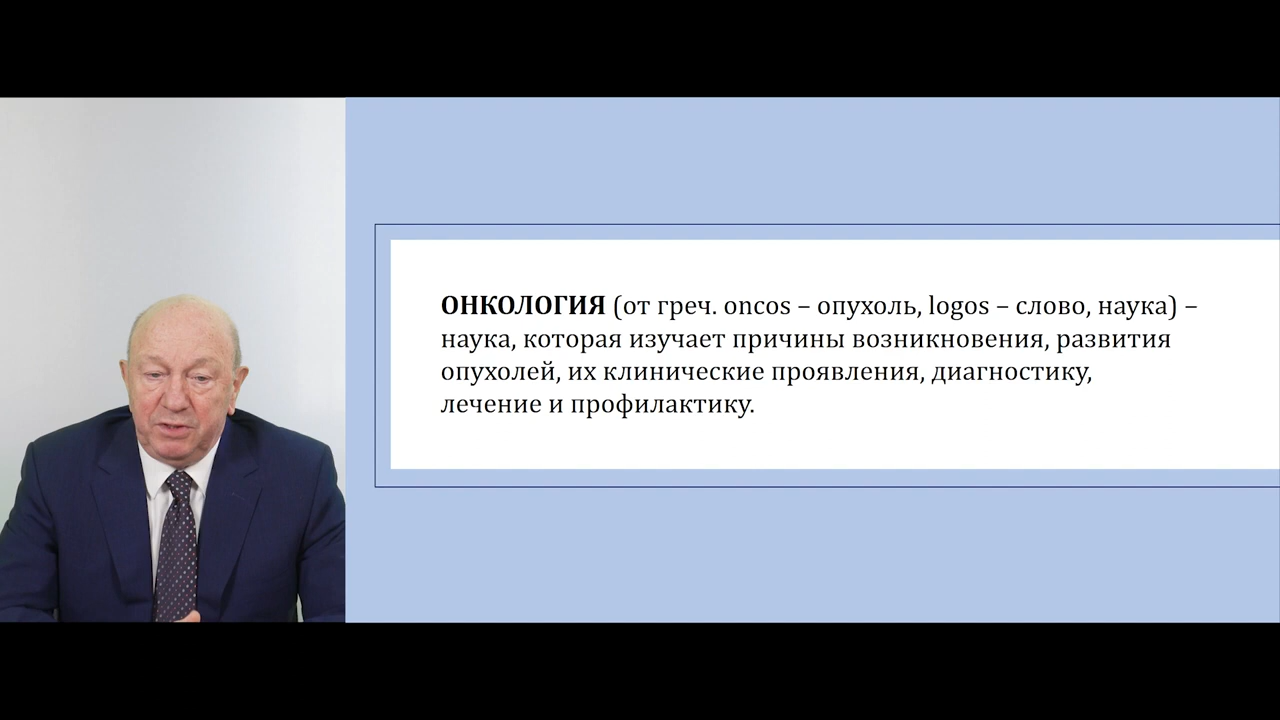 ОНКОЛОГИЯ (от греч. oncos – опухоль, logos – слово, наука) –
наука, которая изучает причины возникновения, развития
опухолей, их клинические проявления, диагностику,
лечение и профилактику.